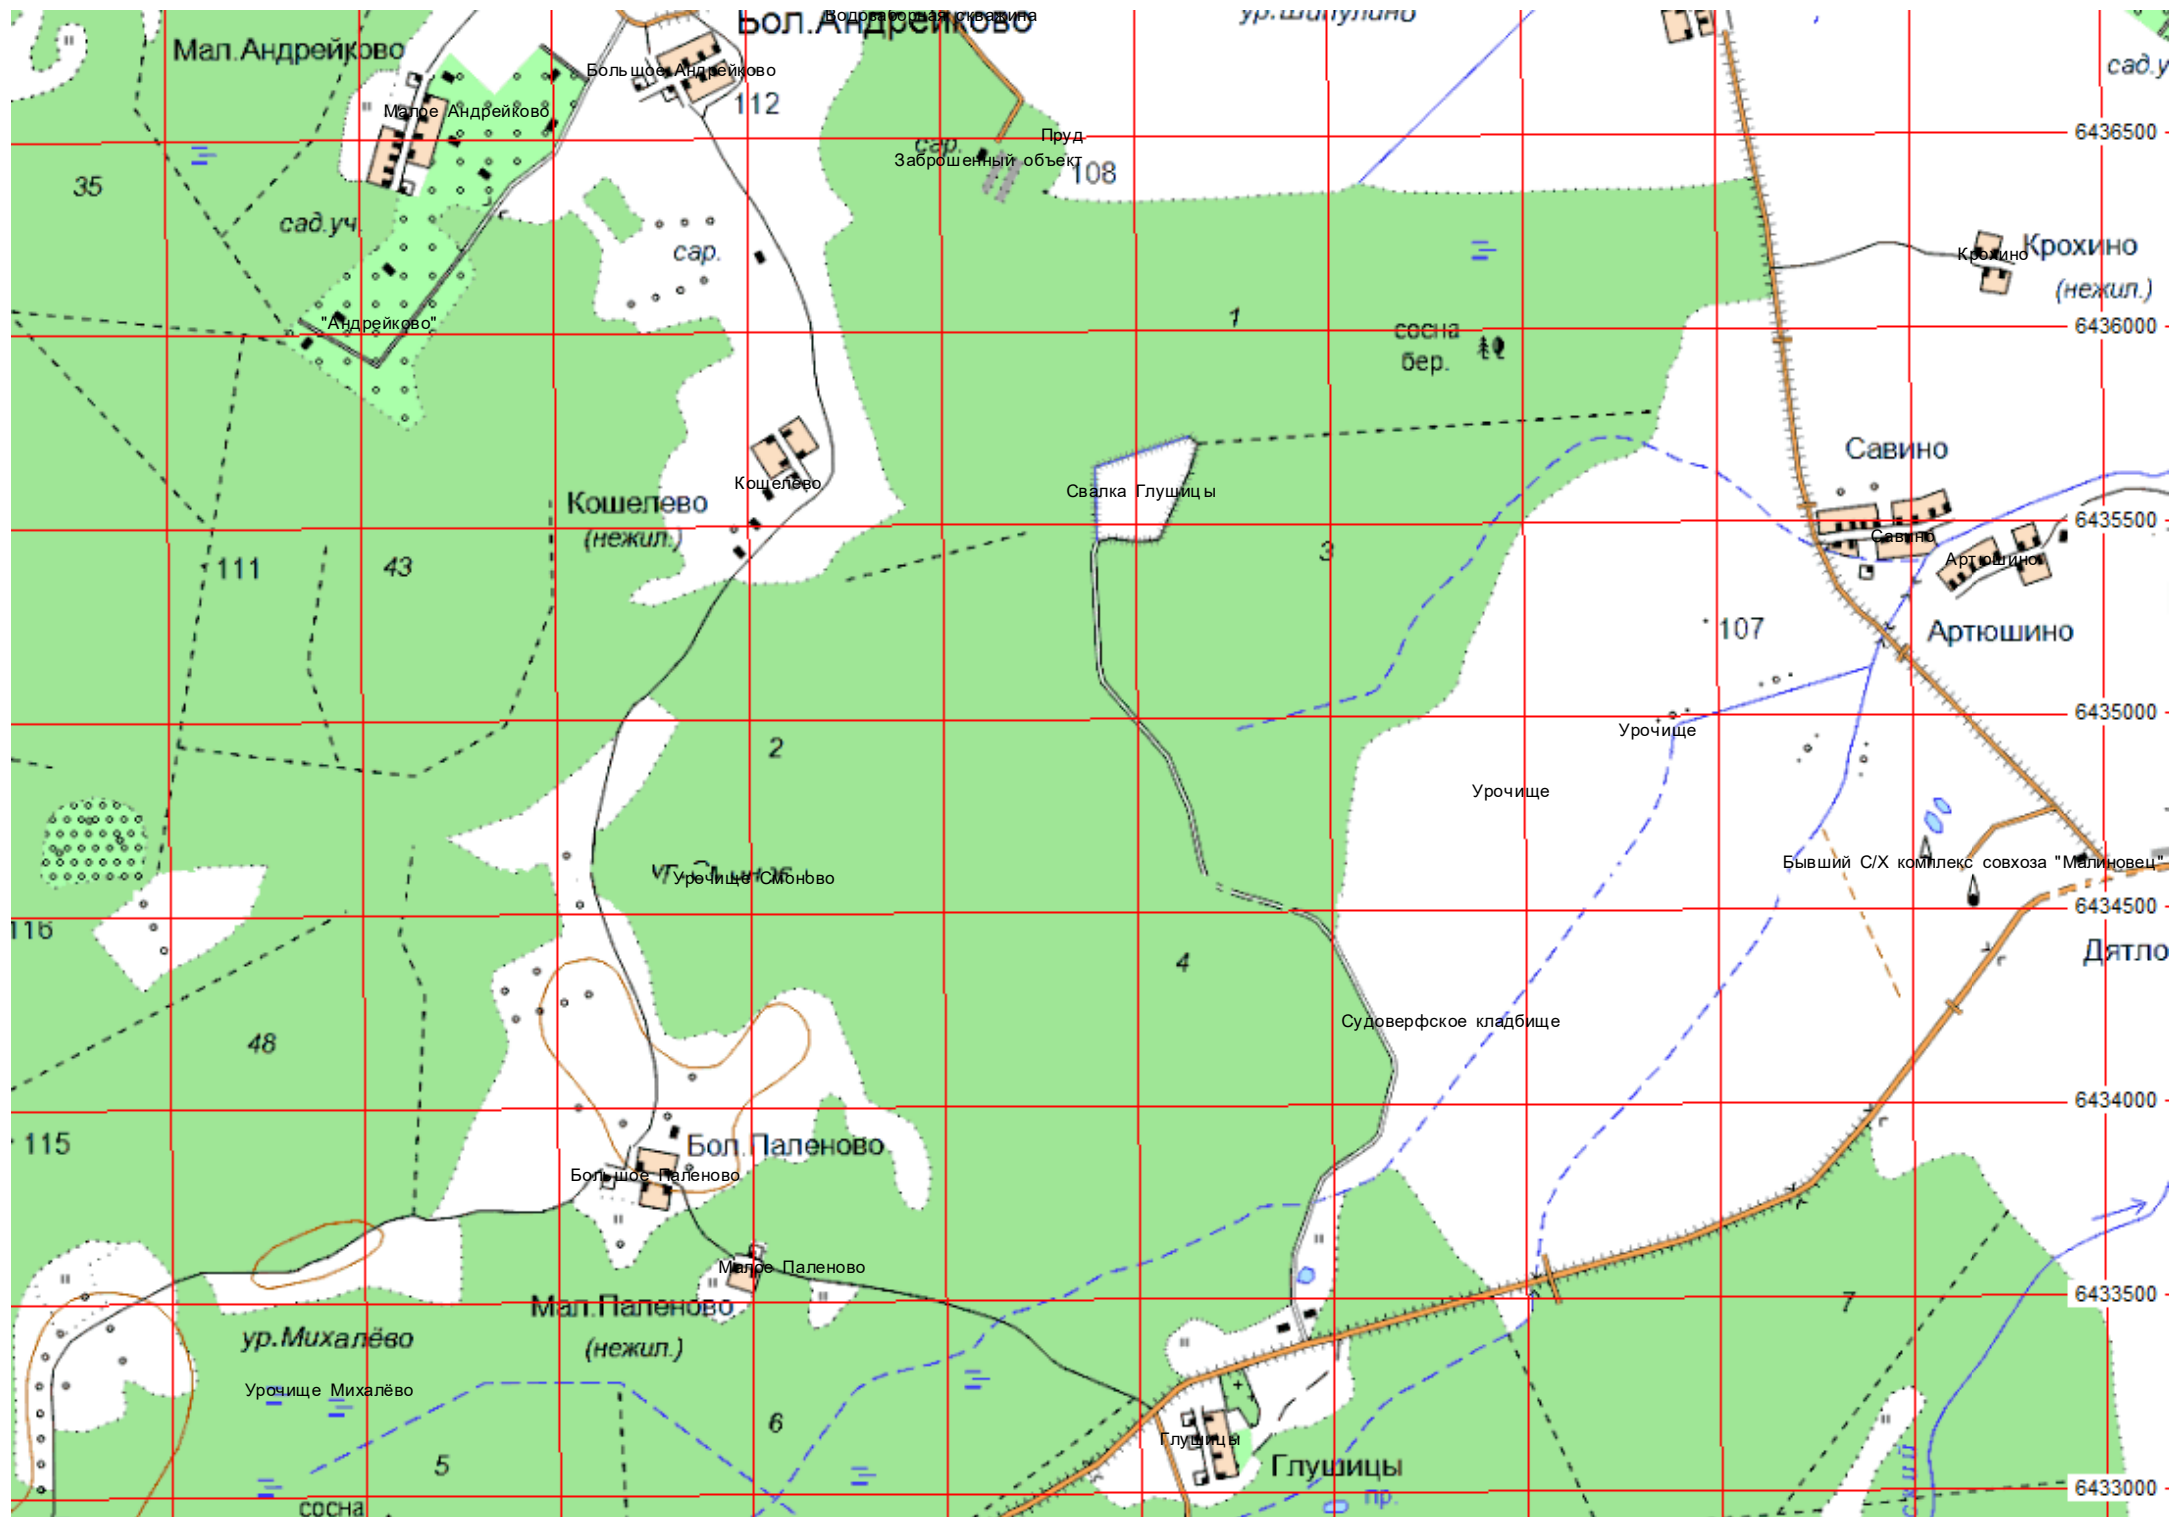 Бол.Андрейково
Водозаборная скважина
ур.Шипулино
Мал.Андрейково
сад.у
Большое Андрейково
112
Малое Андрейково
6436500
Пруд
сар.
Заброшенный объект
108
35
сад.уч.
сар.
Крохино
Крохино
(нежил.)
"Андрейково"
1
сосна
бер.
6436000
Савино
Кошелево
Свалка Глушицы
Кошелево
(нежил.)
6435500
Савино
3
Артюшино
111
43
107
Артюшино
6435000
Урочище
2
Урочище
Бывший С/Х комплекс совхоза "Малиновец"
Урочище Смоново
6434500
116
4
Дятло
Судоверфское кладбище
48
6434000
115
Бол.Паленово
Большое Паленово
Малое Паленово
6433500
7
Мал.Паленово
(нежил.)
ур.Михалёво
Урочище Михалёво
6
Глушицы
5
Глушицы
6433000
пр.
сосна
ский